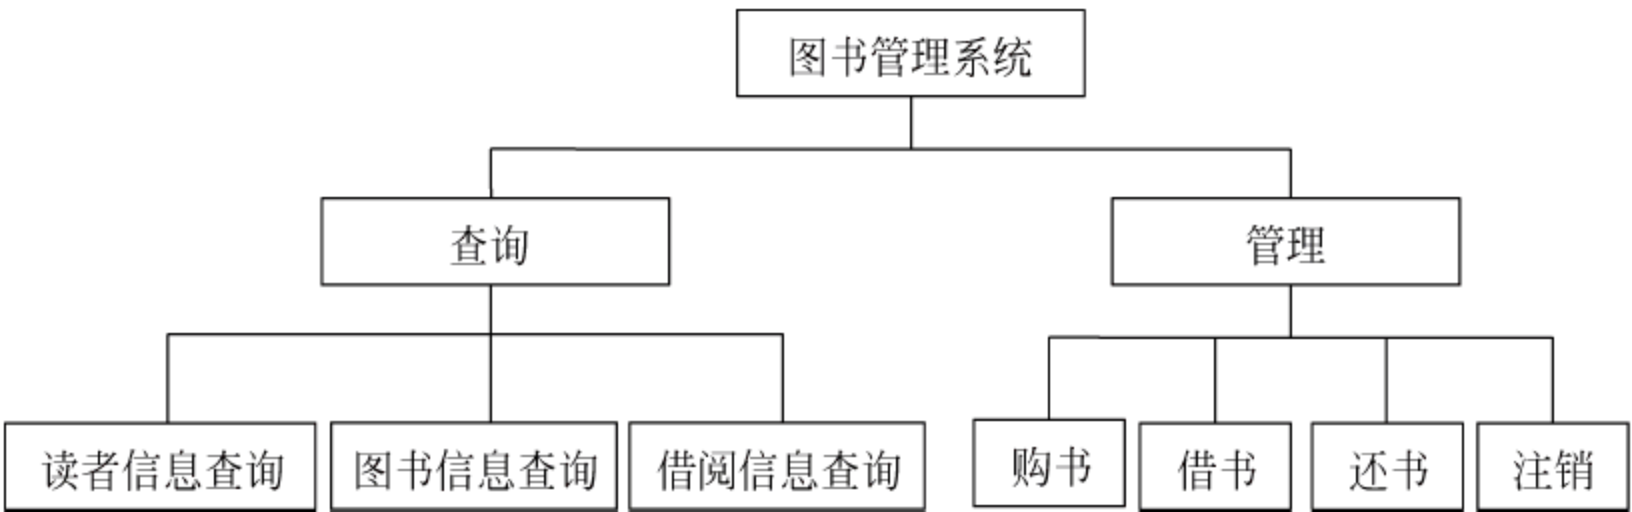 图书管理系统
查询
管理
读者信息查询
图书信息查询
借阅信息查询
购书
借书
还书
注销